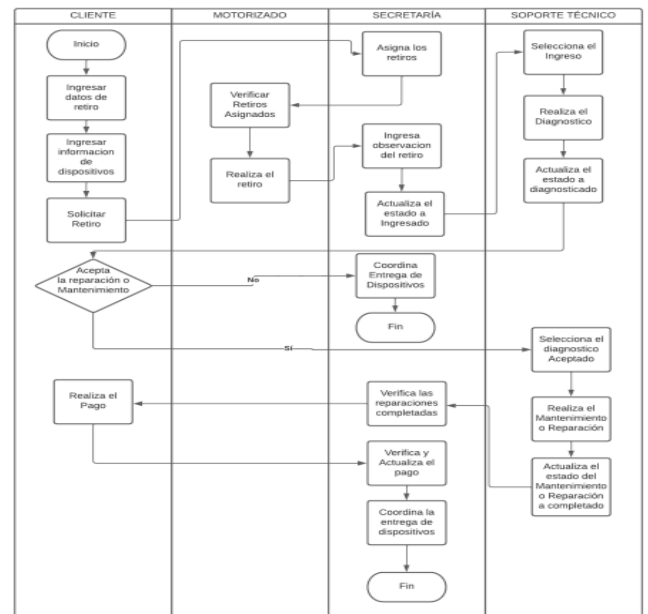 CLIENTE
MOTORIZADO
SECRETARÍA
SOPORTE TÉCNICO
Inicio
Ingresar
datos de
retiro
Ingresar
informacion
de
dispositivos
Solicitar
Retiro
Asigna los
retiros
Verificar
Retiros
Asignados
Realiza el
retiro
Ingresa
observacion
del retiro
Actualiza el
estado a
Ingresado
Selecciona el
Ingreso
Realiza el
Diagnostico
Actualiza el
estado a
diagnosticado
Acepta
la reparación o
Mantenimiento
No
Coordina
Entrega de
Dispositivos
Fin
Sí
Selecciona el
diagnostico
Aceptado
Realiza el
Mantenimiento
o Reparación
Actualiza el
estado del
Mantenimiento
o Reparación
a completado
Verifica las
reparaciones
completadas
Realiza el
Pago
Verifica y
Actualiza el
pago
Coordina la
entrega de
dispositivos
Fin